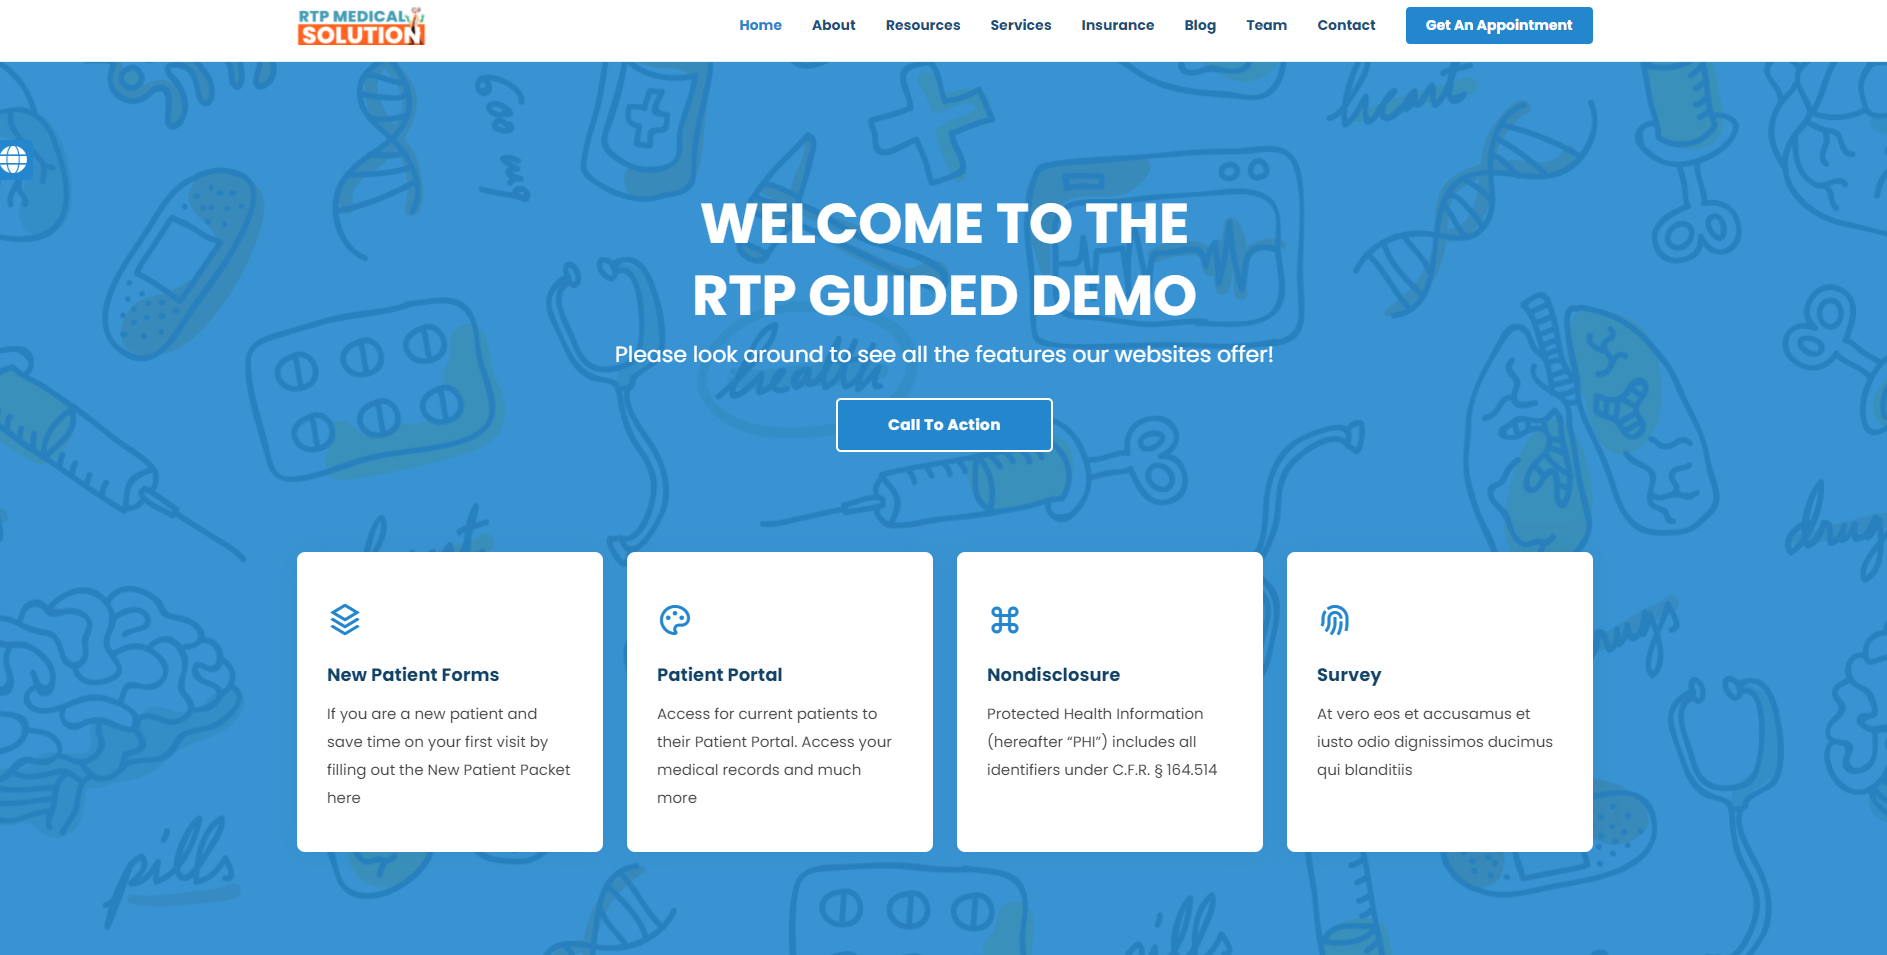 RTP MEDICAL
SOLUTION
Home About Resources Services Insurance Blog Team Contact Get An Appointment
heart
WELCOME TO THE
RTP GUIDED DEMO
Please look around to see all the features our websites offer!
health
Call To Action
drugs
New Patient Forms
If you are a new patient and
save time on your first visit by
filling out the New Patient Packet
here
Patient Portal
Access for current patients to
their Patient Portal. Access your
medical records and much
more
Nondisclosure
Protected Health Information
(hereafter “PHI”) includes all
identifiers under C.F.R. § 164.514
Survey
At vero eos et accusamus et
iusto odio dignissimos ducimus
qui blanditiis
pills
pills